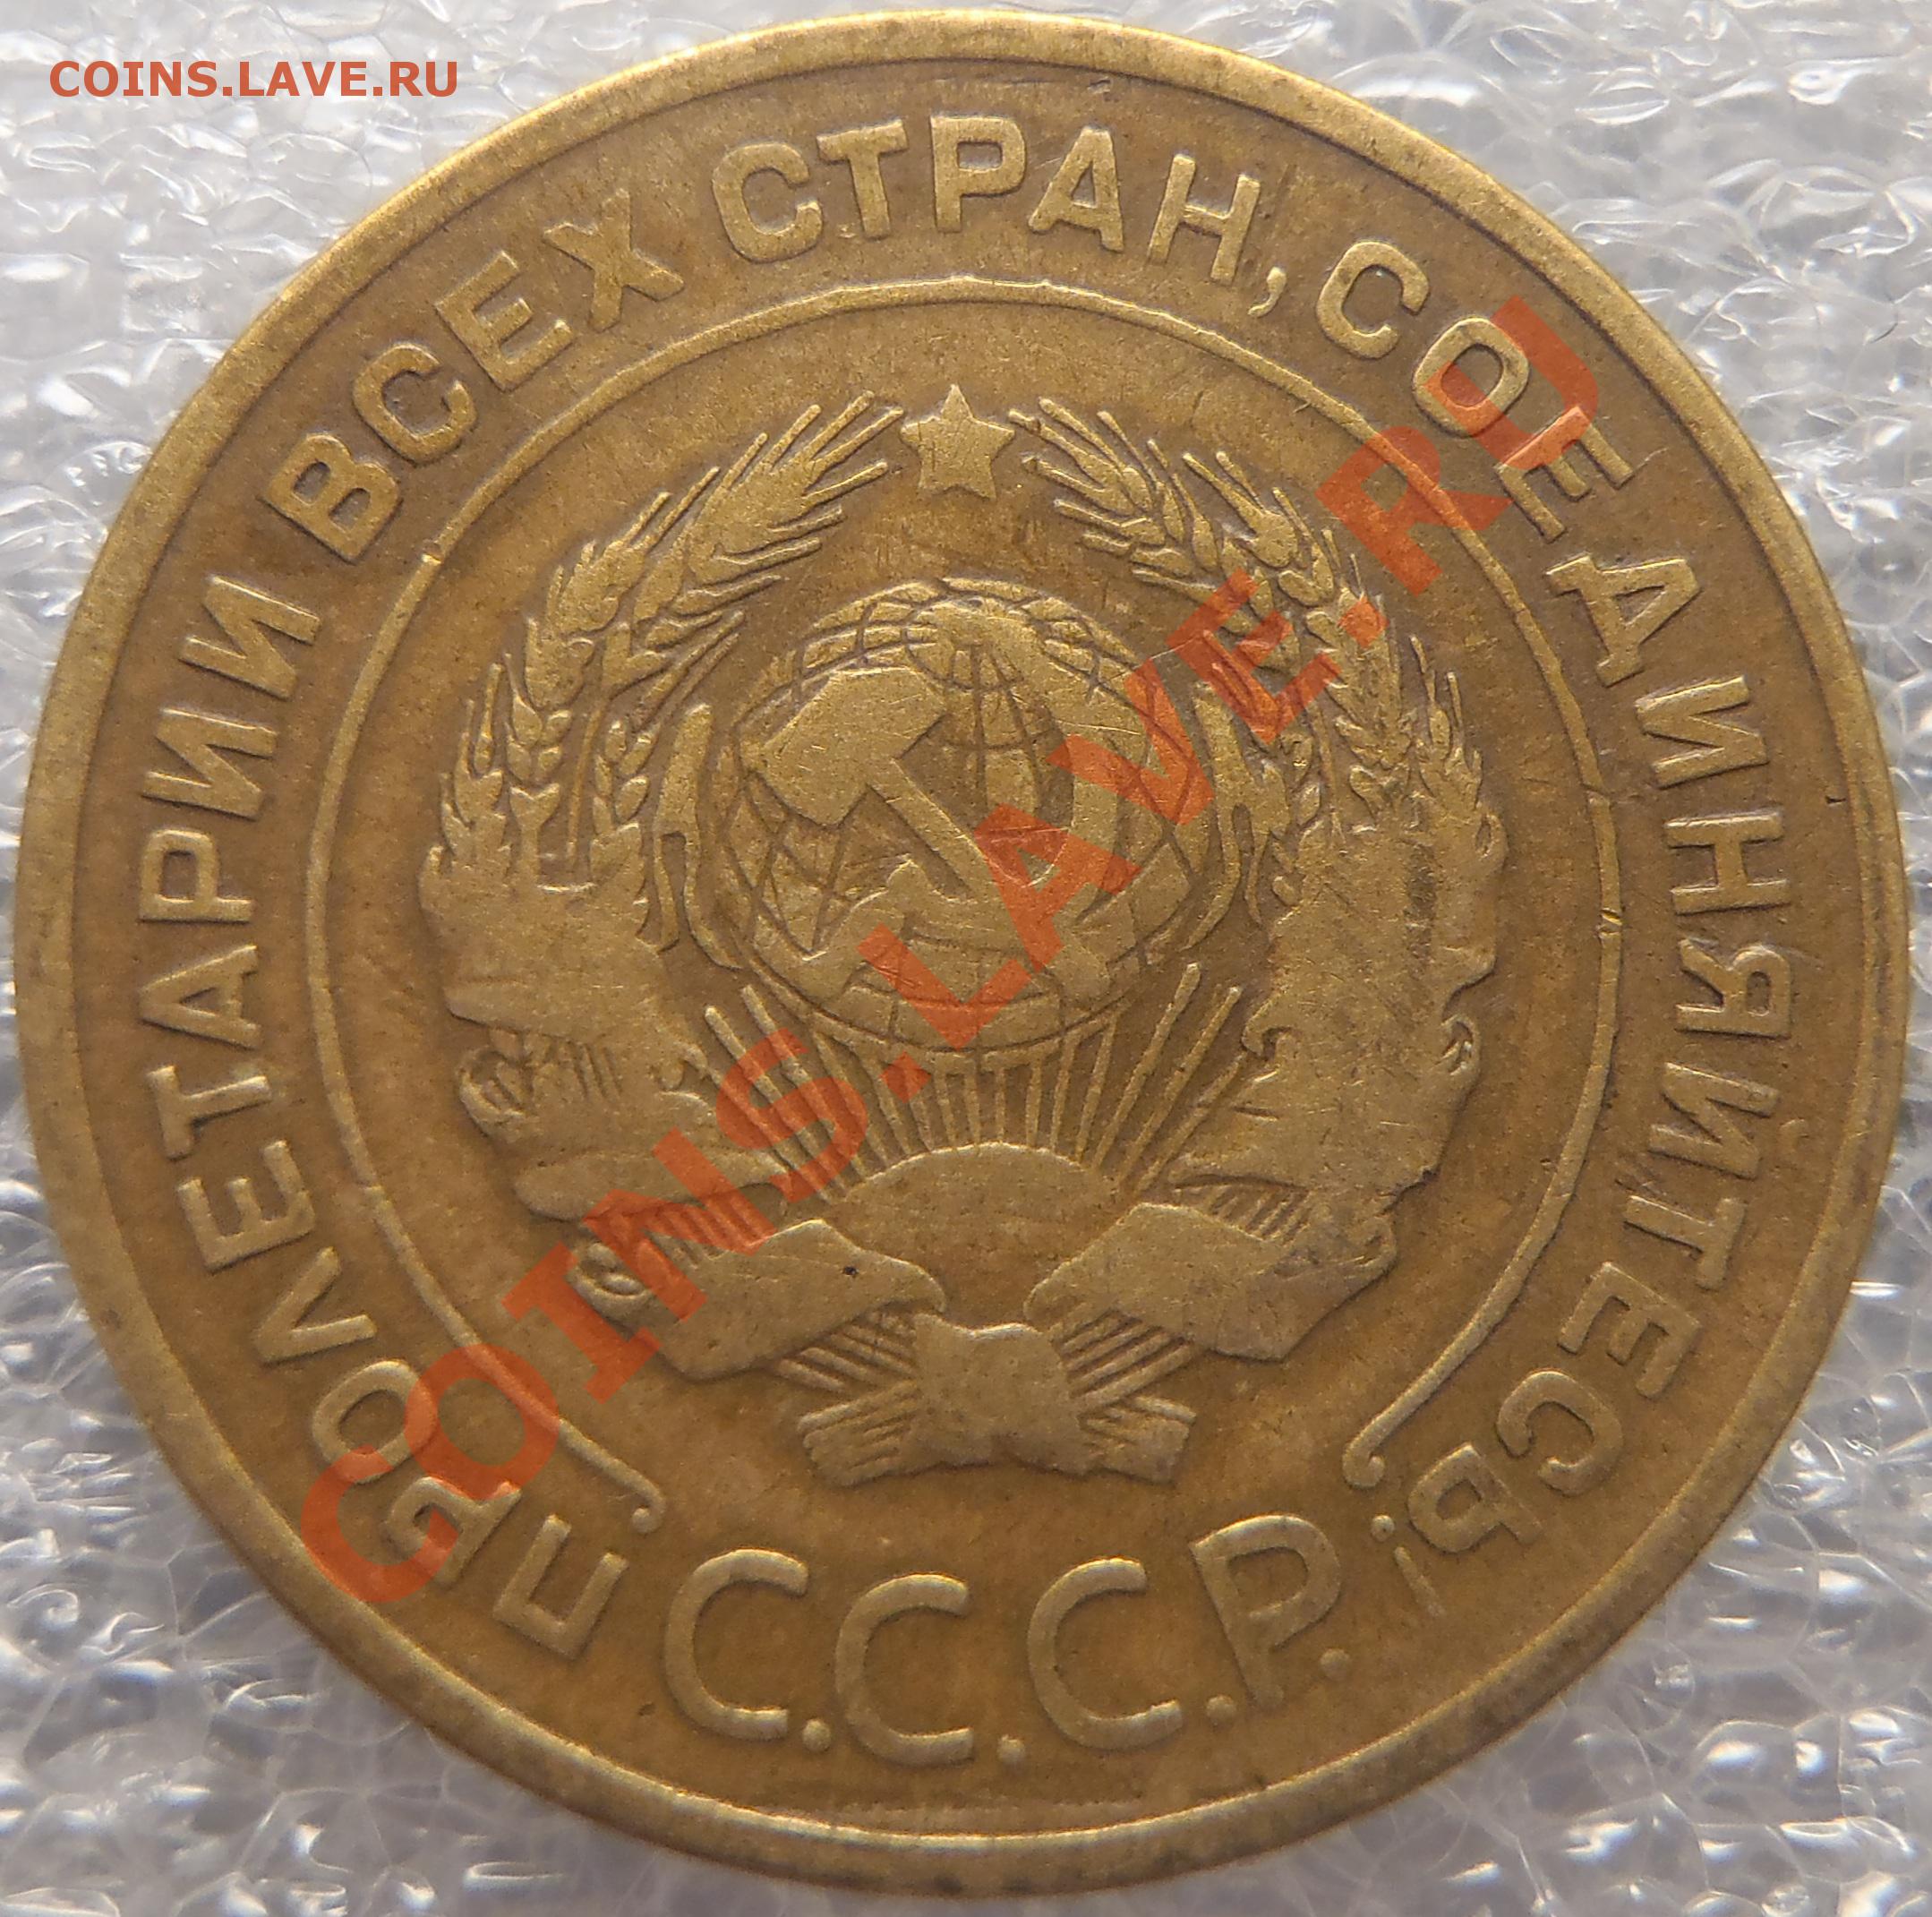 COINS.LAVE.RU
ПРОЛЕТАРИИ ВСЕХ СТРАН, СОЕДИНЯЙТЕСЬ!
С.С.С.Р.
COINS.LAVE.RU